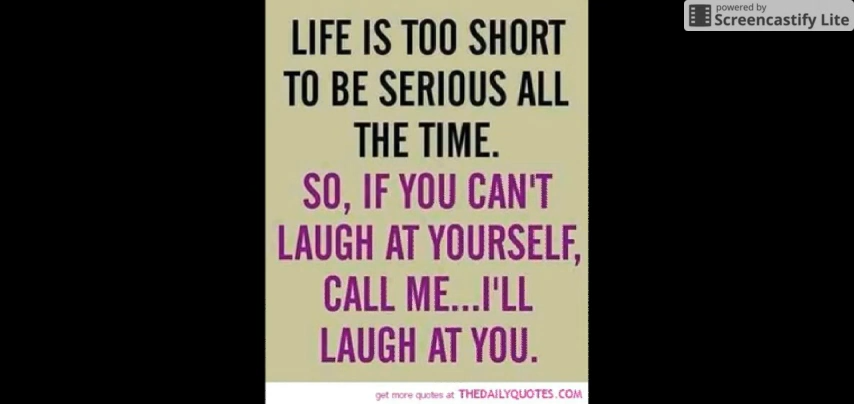 powered by
Screencastify Lite
LIFE IS TOO SHORT
TO BE SERIOUS ALL
THE TIME.
SO, IF YOU CAN'T
LAUGH AT YOURSELF,
CALL ME...I'LL
LAUGH AT YOU.
get more quotes at THEDAILYQUOTES.COM